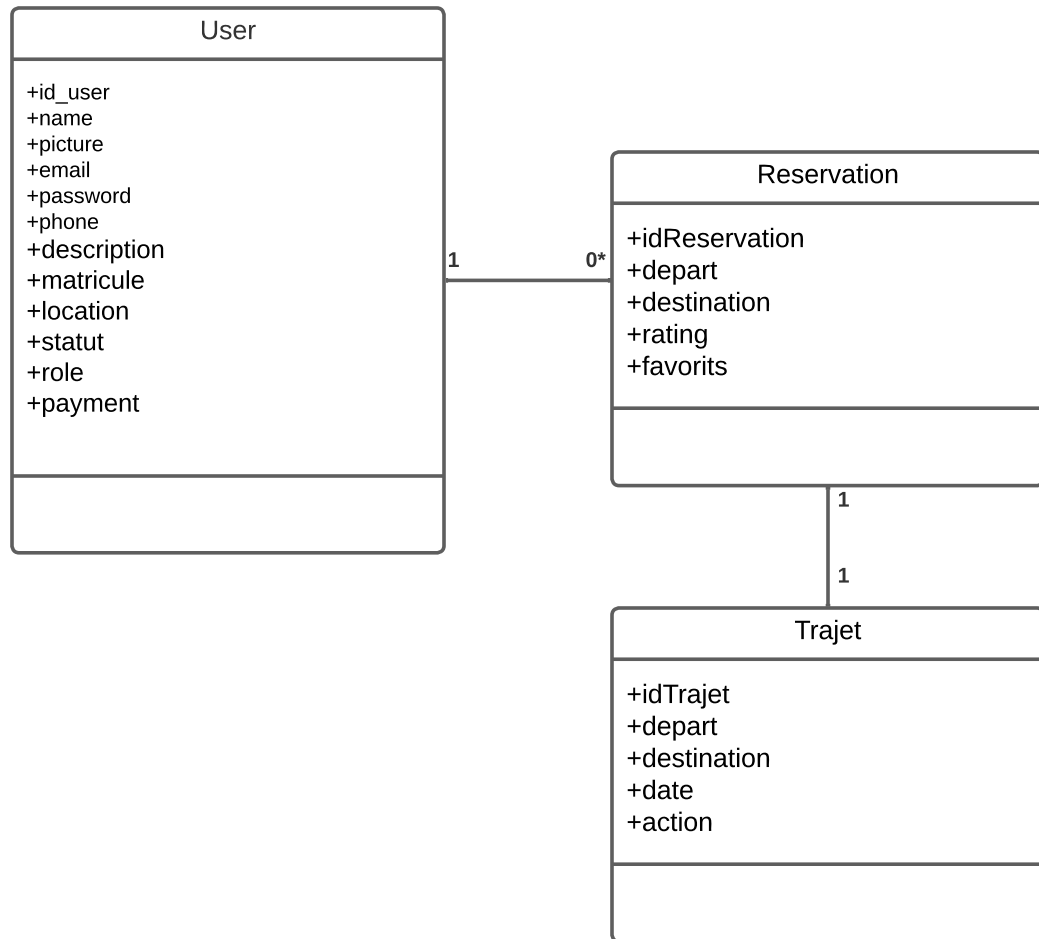 User
+id_user
+name
+picture
+email
+password
+phone
+description
+matricule
+location
+statut
+role
+payment
1
0*
Reservation
+idReservation
+depart
+destination
+rating
+favorits
1
1
Trajet
+idTrajet
+depart
+destination
+date
+action